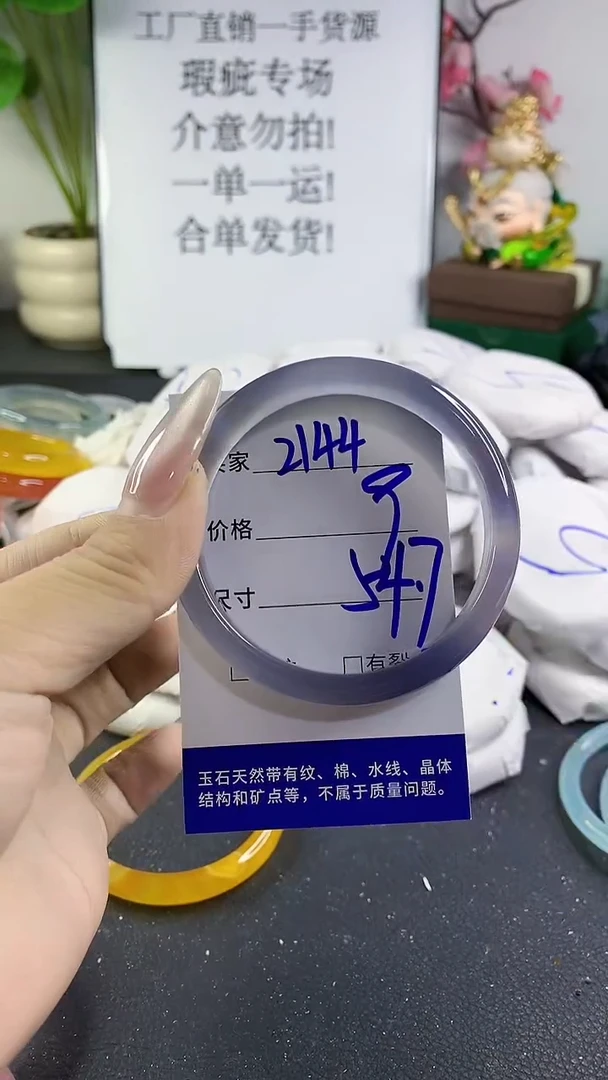 工厂直销一手货源
瑕疵专场
介意勿拍!
一单一运!
合单发货!
家 2144
价格
尺寸 54.7
有裂
玉石天然带有纹、棉、水线、晶体
结构和矿点等，不属于质量问题。